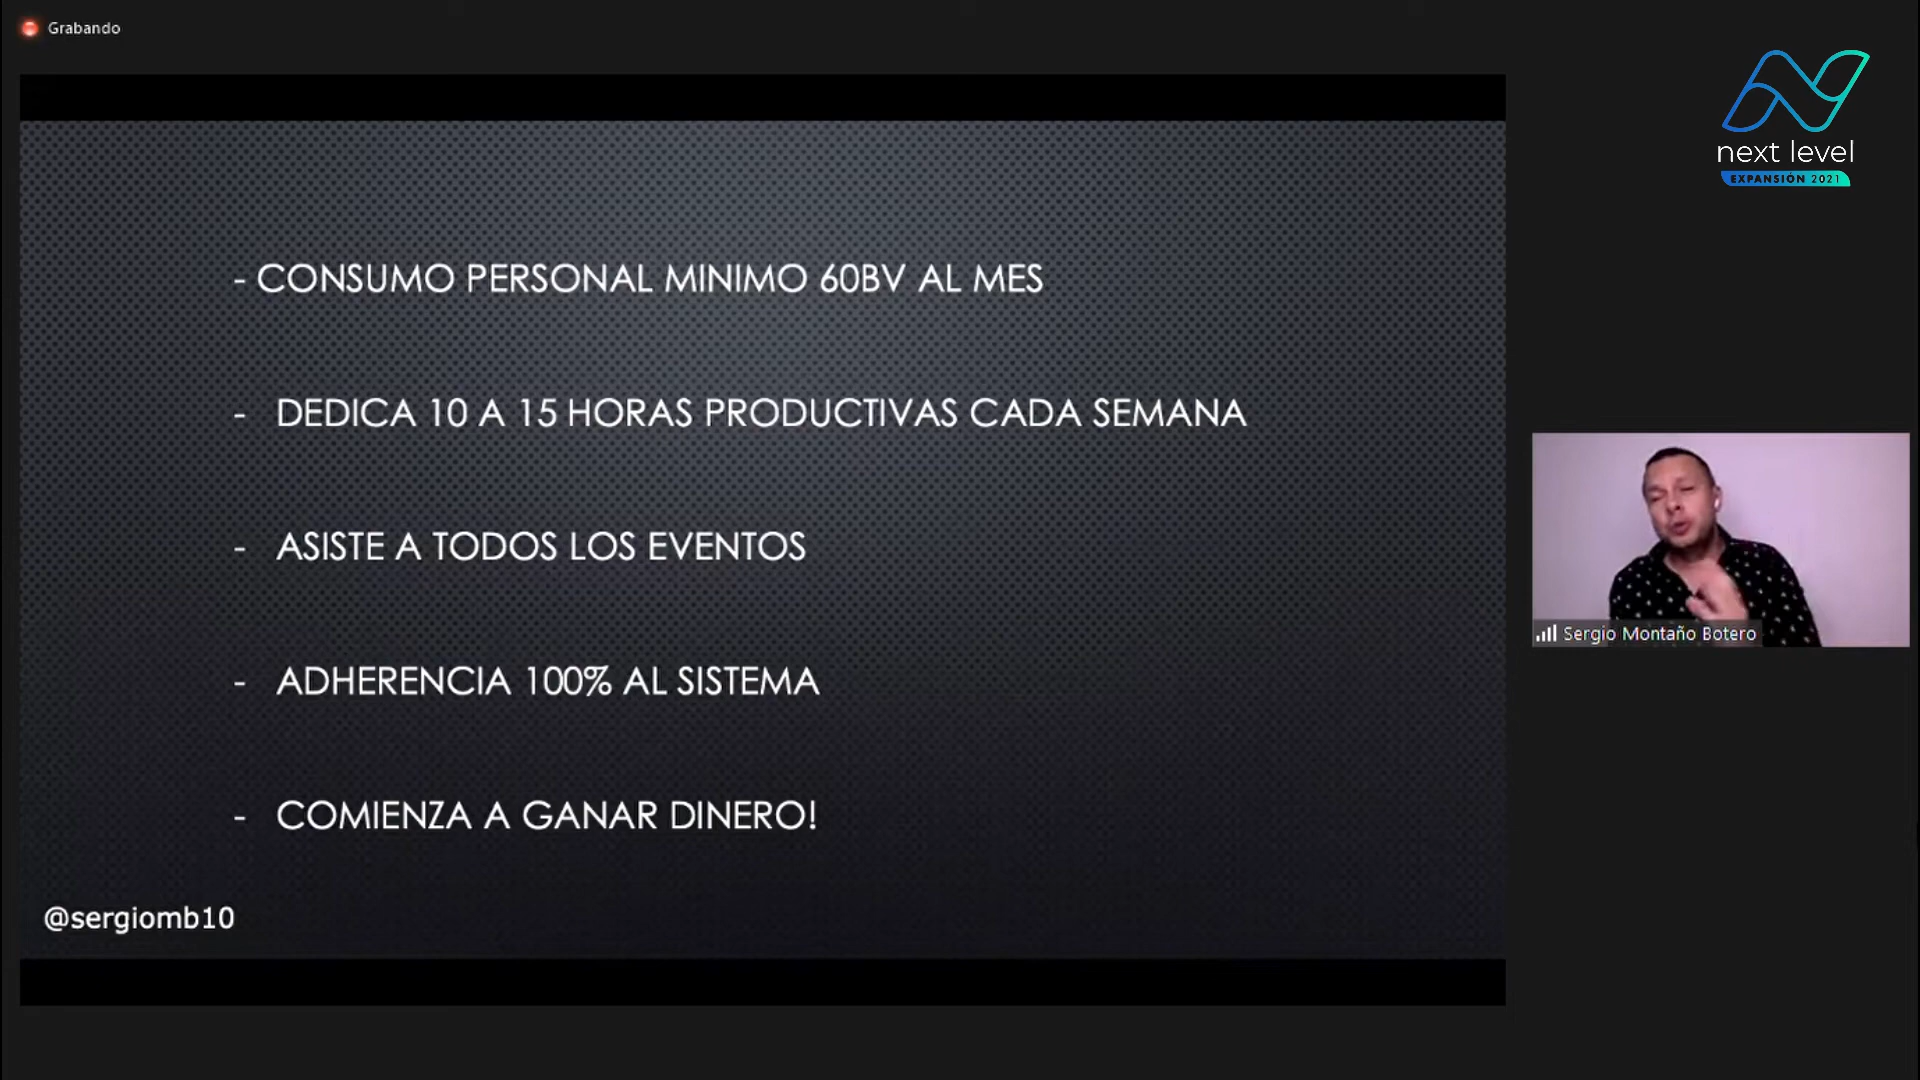 Grabando
next level
EXPANSIÓN 2021
- CONSUMO PERSONAL MINIMO 60BV AL MES
- DEDICA 10 A 15 HORAS PRODUCTIVAS CADA SEMANA
- ASISTE A TODOS LOS EVENTOS
- ADHERENCIA 100% AL SISTEMA
- COMIENZA A GANAR DINERO!
@sergiomb10
Sergio Montaño Botero